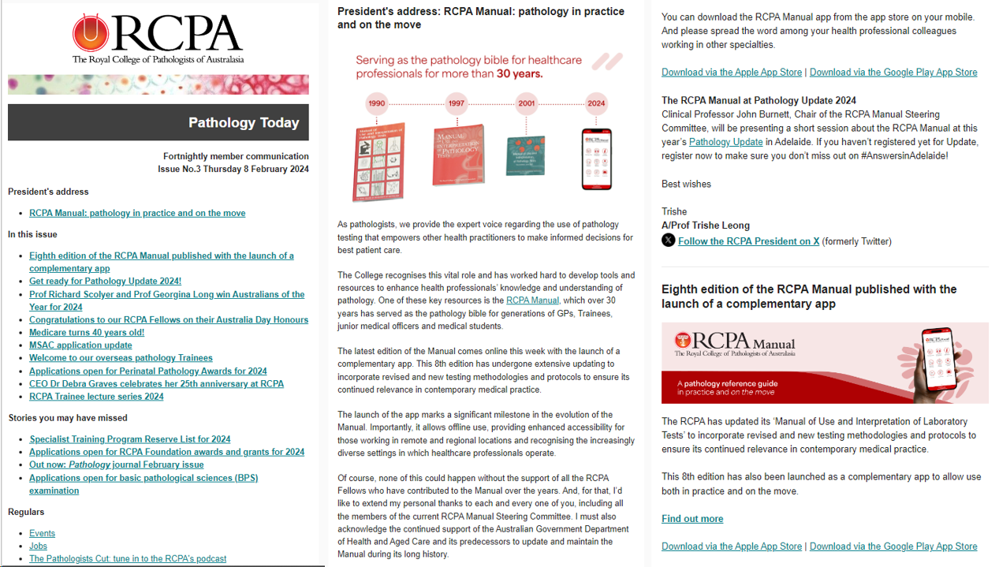 RCPA
The Royal College of Pathologists of Australasia
Pathology Today
Fortnightly member communication
Issue No.3 Thursday 8 February 2024
President's address
RCPA Manual: pathology in practice and on the move
In this issue
Eighth edition of the RCPA Manual published with the launch of a
complementary app
Get ready for Pathology Update 2024!
Prof Richard Scolyer and Prof Georgina Long win Australians of the
Year for 2024
Congratulations to our RCPA Fellows on their Australia Day Honours
Medicare turns 40 years old!
MSAC application update
Welcome to our overseas pathology Trainees
Applications open for Perinatal Pathology Awards for 2024
CEO Dr Debra Graves celebrates her 25th anniversary at RCPA
RCPA Trainee lecture series 2024
Stories you may have missed
Specialist Training Program Reserve List for 2024
Applications open for RCPA Foundation awards and grants for 2024
Out now: Pathology journal February issue
Applications open for basic pathological sciences (BPS)
examination
Regulars
Events
Jobs
The Pathologists Cut: tune in to the RCPA's podcast
President's address: RCPA Manual: pathology in practice
and on the move
Serving as the pathology bible for healthcare
professionals for more than 30 years.
1990 1997 2001 2024
MANUAL
OF USE AND
INTERPRETATION
OF PATHOLOGY
TESTS
As pathologists, we provide the expert voice regarding the use of pathology
testing that empowers other health practitioners to make informed decisions for
best patient care.
The College recognises this vital role and has worked hard to develop tools and
resources to enhance health professionals' knowledge and understanding of
pathology. One of these key resources is the RCPA Manual, which over 30
years has served as the pathology bible for generations of GPs, Trainees,
junior medical officers and medical students.
The latest edition of the Manual comes online this week with the launch of a
complementary app. This 8th edition has undergone extensive updating to
incorporate revised and new testing methodologies and protocols to ensure its
continued relevance in contemporary medical practice.
The launch of the app marks a significant milestone in the evolution of the
Manual. Importantly, it allows offline use, providing enhanced accessibility for
those working in remote and regional locations and recognising the increasingly
diverse settings in which healthcare professionals operate.
Of course, none of this could happen without the support of all the RCPA
Fellows who have contributed to the Manual over the years. And, for that, I'd
like to extend my personal thanks to each and every one of you, including all
the members of the current RCPA Manual Steering Committee. I must also
acknowledge the continued support of the Australian Government Department
of Health and Aged Care and its predecessors to update and maintain the
Manual during its long history.
You can download the RCPA Manual app from the app store on your mobile.
And please spread the word among your health professional colleagues
working in other specialties.
Download via the Apple App Store | Download via the Google Play App Store
The RCPA Manual at Pathology Update 2024
Clinical Professor John Burnett, Chair of the RCPA Manual Steering
Committee, will be presenting a short session about the RCPA Manual at this
year's Pathology Update in Adelaide. If you haven't registered yet for Update,
register now to make sure you don't miss out on #AnswersinAdelaide!
Best wishes
Trishe
A/Prof Trishe Leong
Follow the RCPA President on X (formerly Twitter)
Eighth edition of the RCPA Manual published with the
launch of a complementary app
RCPA Manual
The Royal College of Pathologists of Australasia
A pathology reference guide
in practice and on the move
The RCPA has updated its ‘Manual of Use and Interpretation of Laboratory
Tests’ to incorporate revised and new testing methodologies and protocols to
ensure its continued relevance in contemporary medical practice.
This 8th edition has also been launched as a complementary app to allow use
both in practice and on the move.
Find out more
Download via the Apple App Store | Download via the Google Play App Store